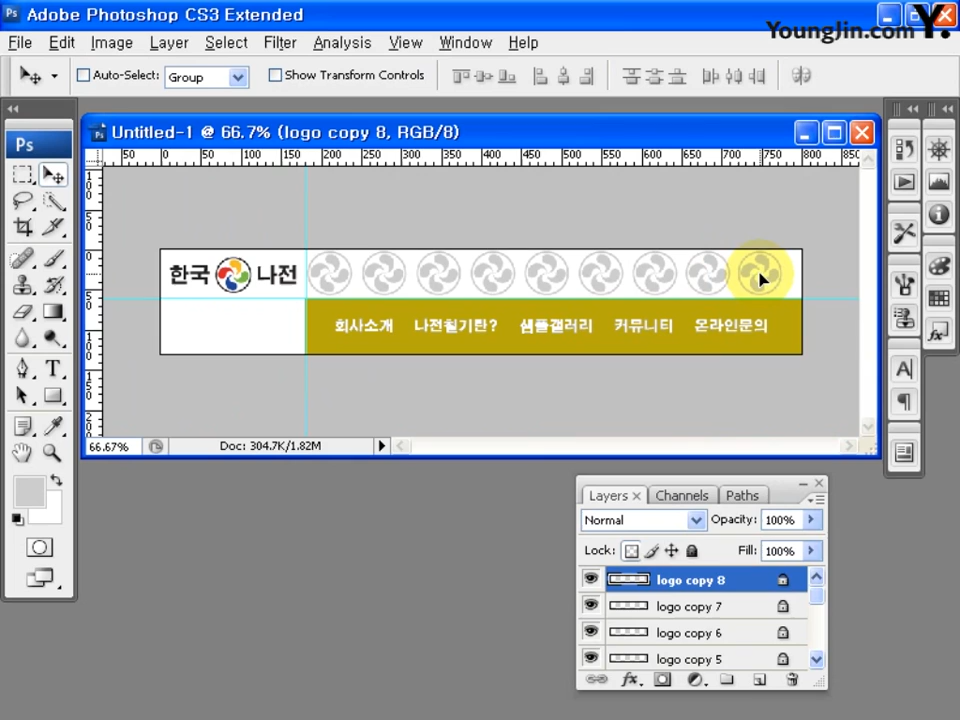 Ps Adobe Photoshop CS3 Extended
YoungJin.com Y.
File Edit Image Layer Select Filter Analysis View Window Help
Auto-Select: Group Show Transform Controls
Ps
Untitled-1 @ 66.7% (logo copy 8, RGB/8)
50 0 50 100 150 200 250 300 350 400 450 500 550 600 650 700 750 800 850
한국 나전
회사소개 나전칠기란? 샘플갤러리 커뮤니티 온라인문의
66.67% Doc: 304.7K/1.82M
Layers × Channels Paths
Normal Opacity: 100%
Lock: Fill: 100%
logo copy 8
logo copy 7
logo copy 6
logo copy 5